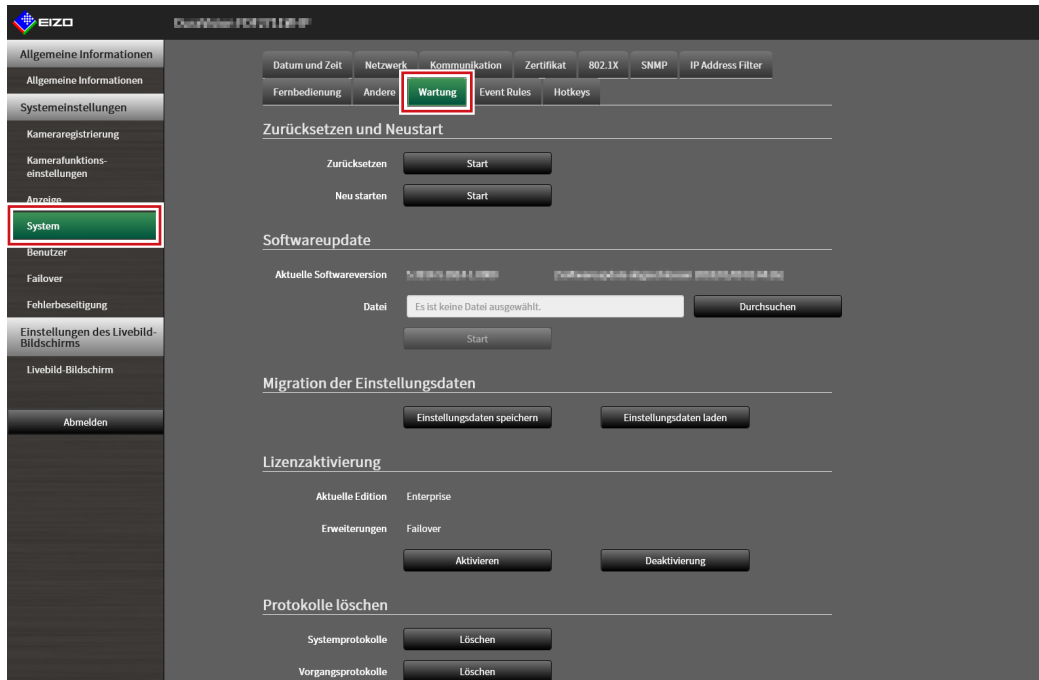 EIZO
Allgemeine Informationen
Allgemeine Informationen
Systemeinstellungen
Kameraregistrierung
Kamerafunktions-
einstellungen
Anzeige
System
Benutzer
Failover
Fehlerbeseitigung
Einstellungen des Livebild-
Bildschirms
Livebild-Bildschirm
Abmelden
Datum und Zeit Netzwerk Kommunikation Zertifikat 802.1X SNMP IP Address Filter
Fernbedienung Andere Wartung Event Rules Hotkeys
Zurücksetzen und Neustart
Zurücksetzen Start
Neu starten Start
Softwareupdate
Aktuelle Softwareversion
Datei Es ist keine Datei ausgewählt. Durchsuchen
Start
Migration der Einstellungsdaten
Einstellungsdaten speichern Einstellungsdaten laden
Lizenzaktivierung
Aktuelle Edition Enterprise
Erweiterungen Failover
Aktivieren Deaktivierung
Protokolle löschen
Systemprotokolle Löschen
Vorgangsprotokolle Löschen